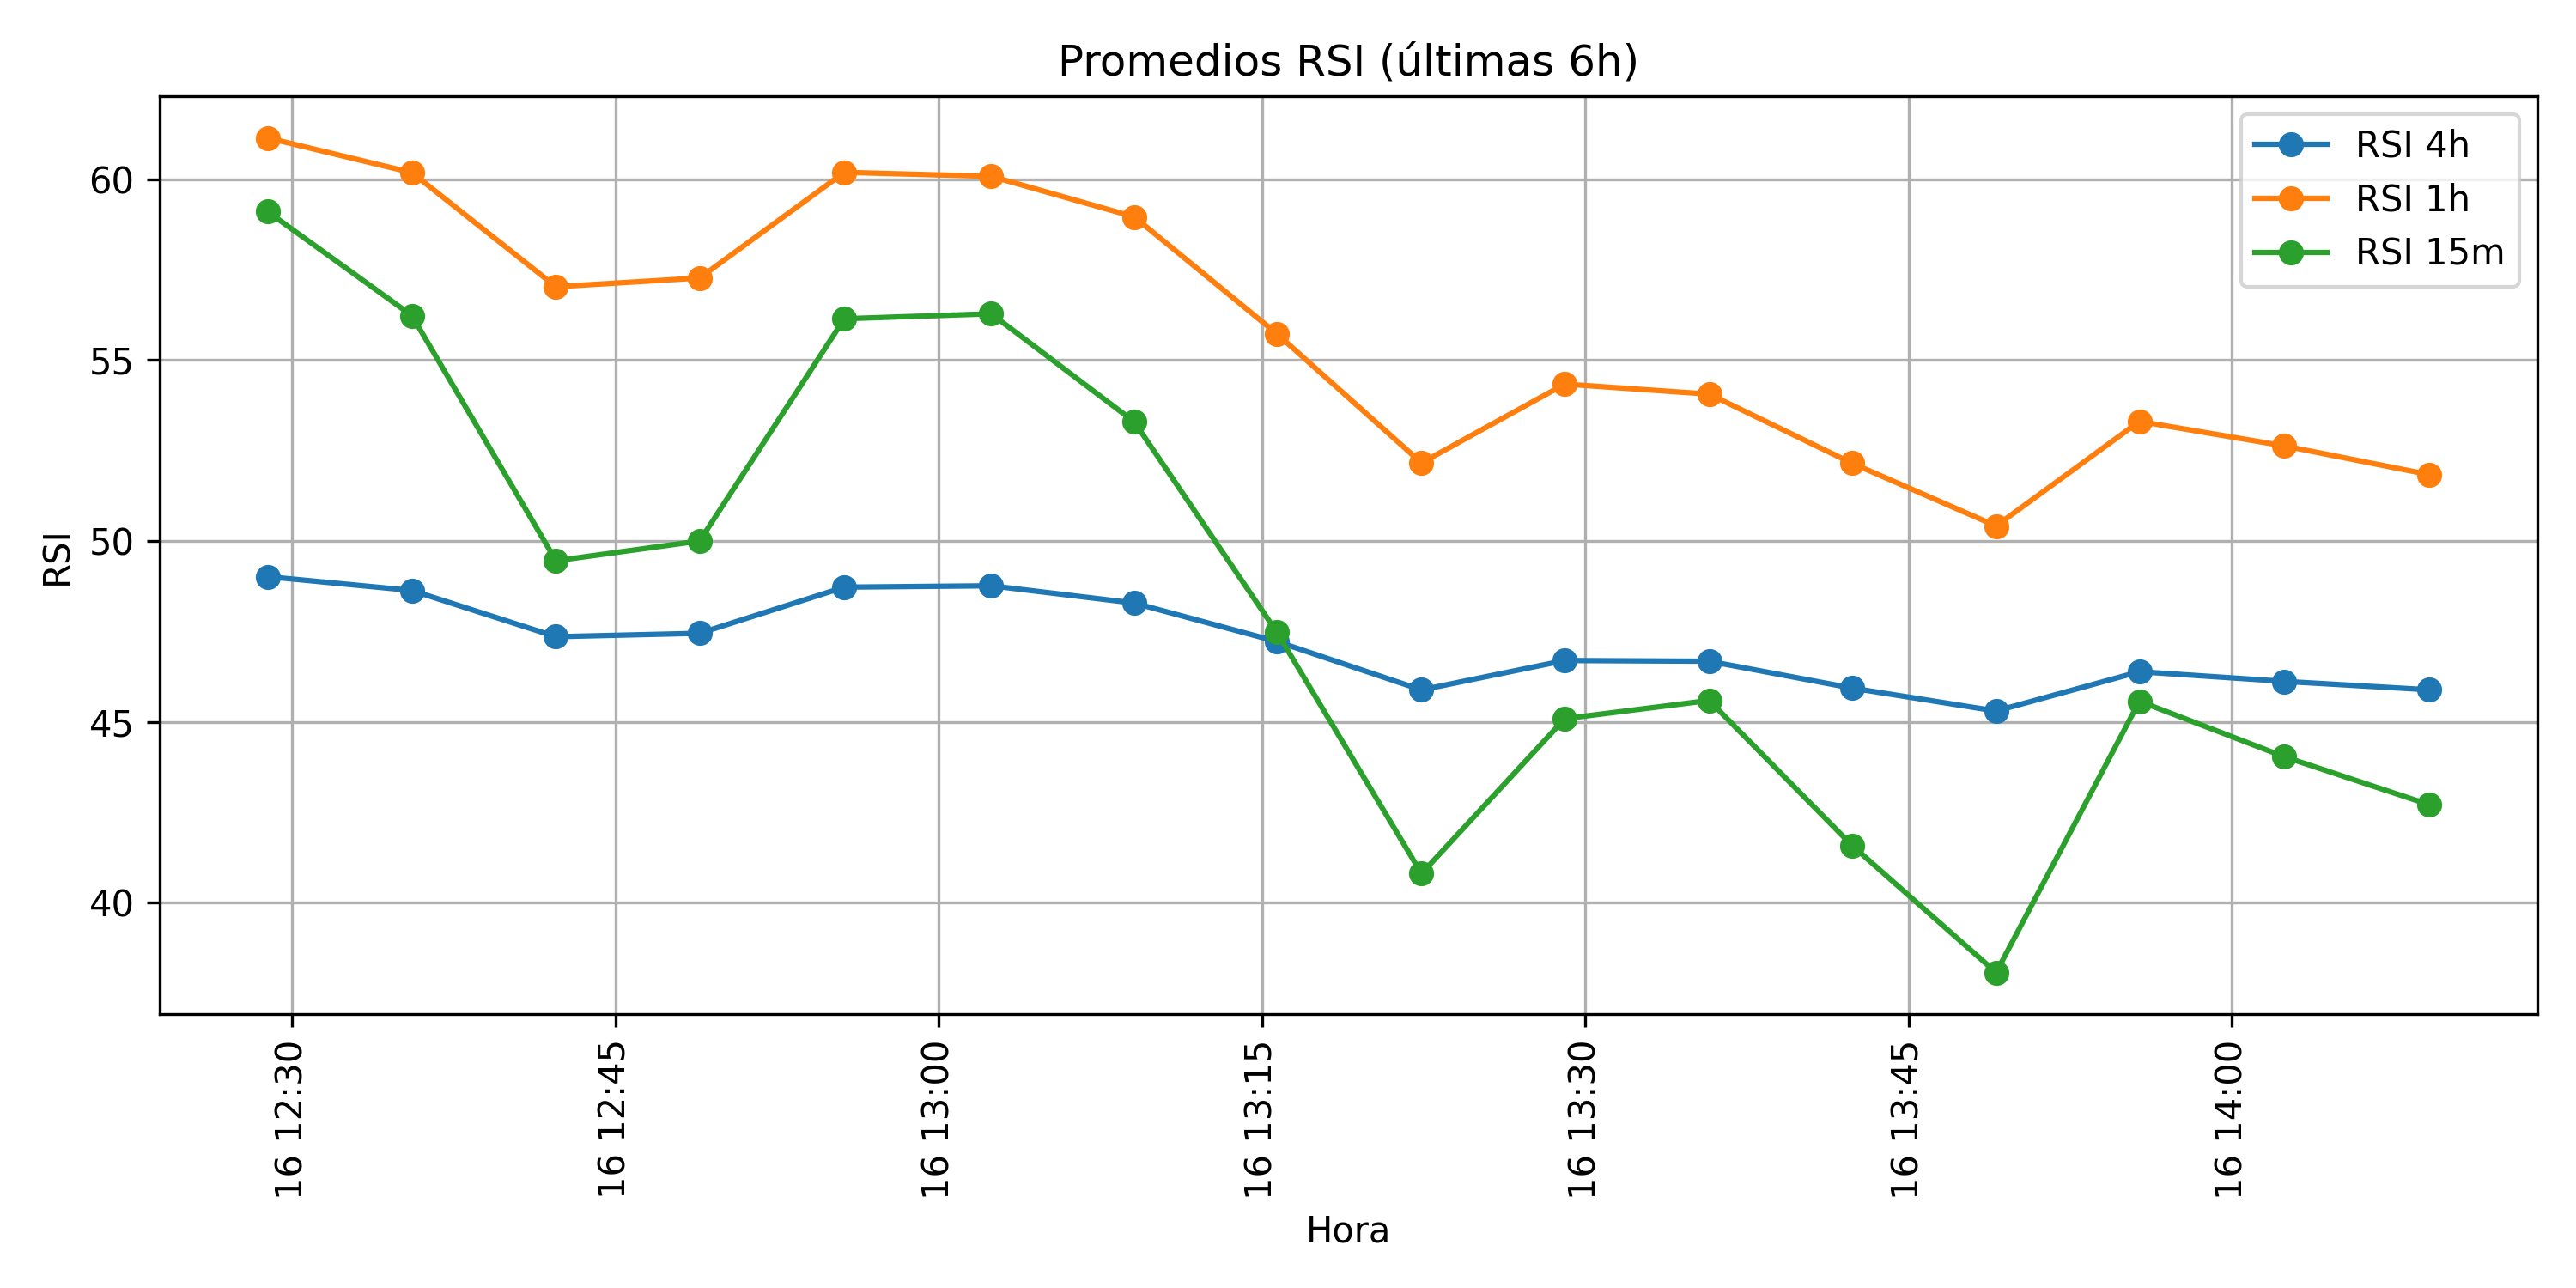 Promedios RSI (últimas 6h)
RSI 4h
RSI 1h
RSI 15m
RSI
60
55
50
45
40
16 12:30
16 12:45
16 13:00
16 13:15
16 13:30
16 13:45
16 14:00
Hora